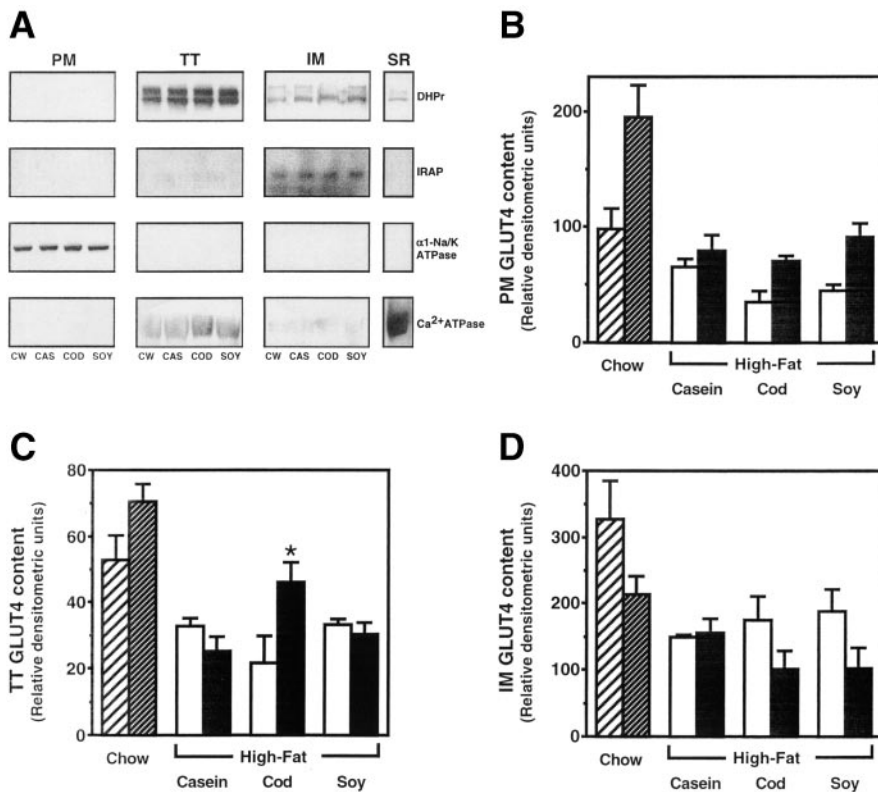 A
PM TT IM SR
DHPr
IRAP
α1-Na/K
ATPase
Ca2+ATPase
CW CAS COD SOY CW CAS COD SOY CW CAS COD SOY
B
PM GLUT4 content
(Relative densitometric units)
200
100
0
Chow
High-Fat
Casein Cod Soy
C
TT GLUT4 content
(Relative densitometric units)
80
60
40
20
0
*
Chow
High-Fat
Casein Cod Soy
D
IM GLUT4 content
(Relative densitometric units)
400
300
200
100
0
Chow
High-Fat
Casein Cod Soy